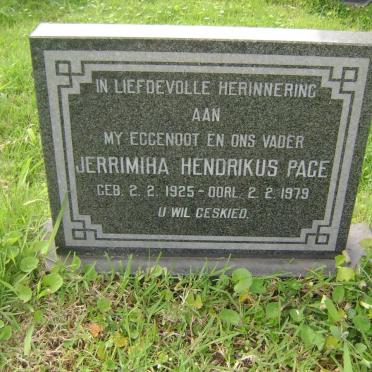 IN LIEFDEVOLLE HERINNERING
AAN
MY EGGENOOT EN ONS VADER
JERRIMIHA HENDRIKUS PAGE
GEB. 2. 2. 1925 - OORL. 2. 2. 1979
U WIL GESKIED.